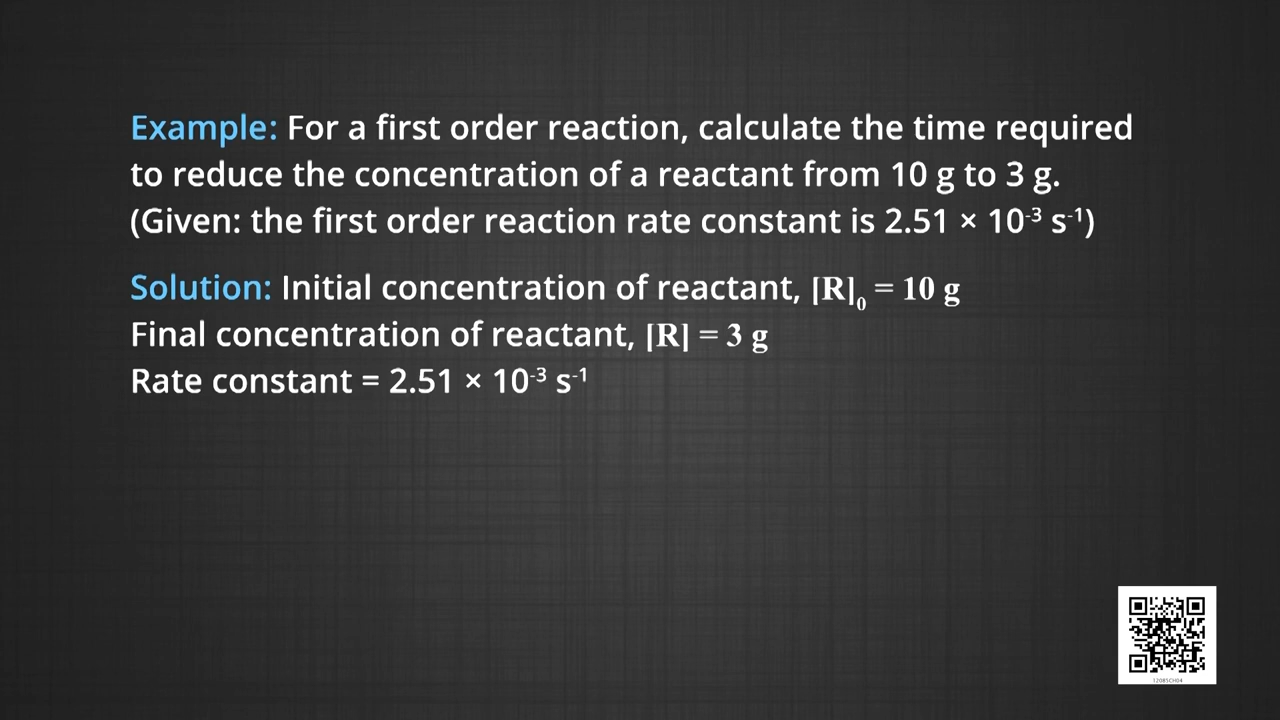 Example: For a first order reaction, calculate the time required
to reduce the concentration of a reactant from 10 g to 3 g.
(Given: the first order reaction rate constant is 2.51 × 10⁻³ s⁻¹)
Solution: Initial concentration of reactant, [R]₀ = 10 g
Final concentration of reactant, [R] = 3 g
Rate constant = 2.51 × 10⁻³ s⁻¹
12085CH04